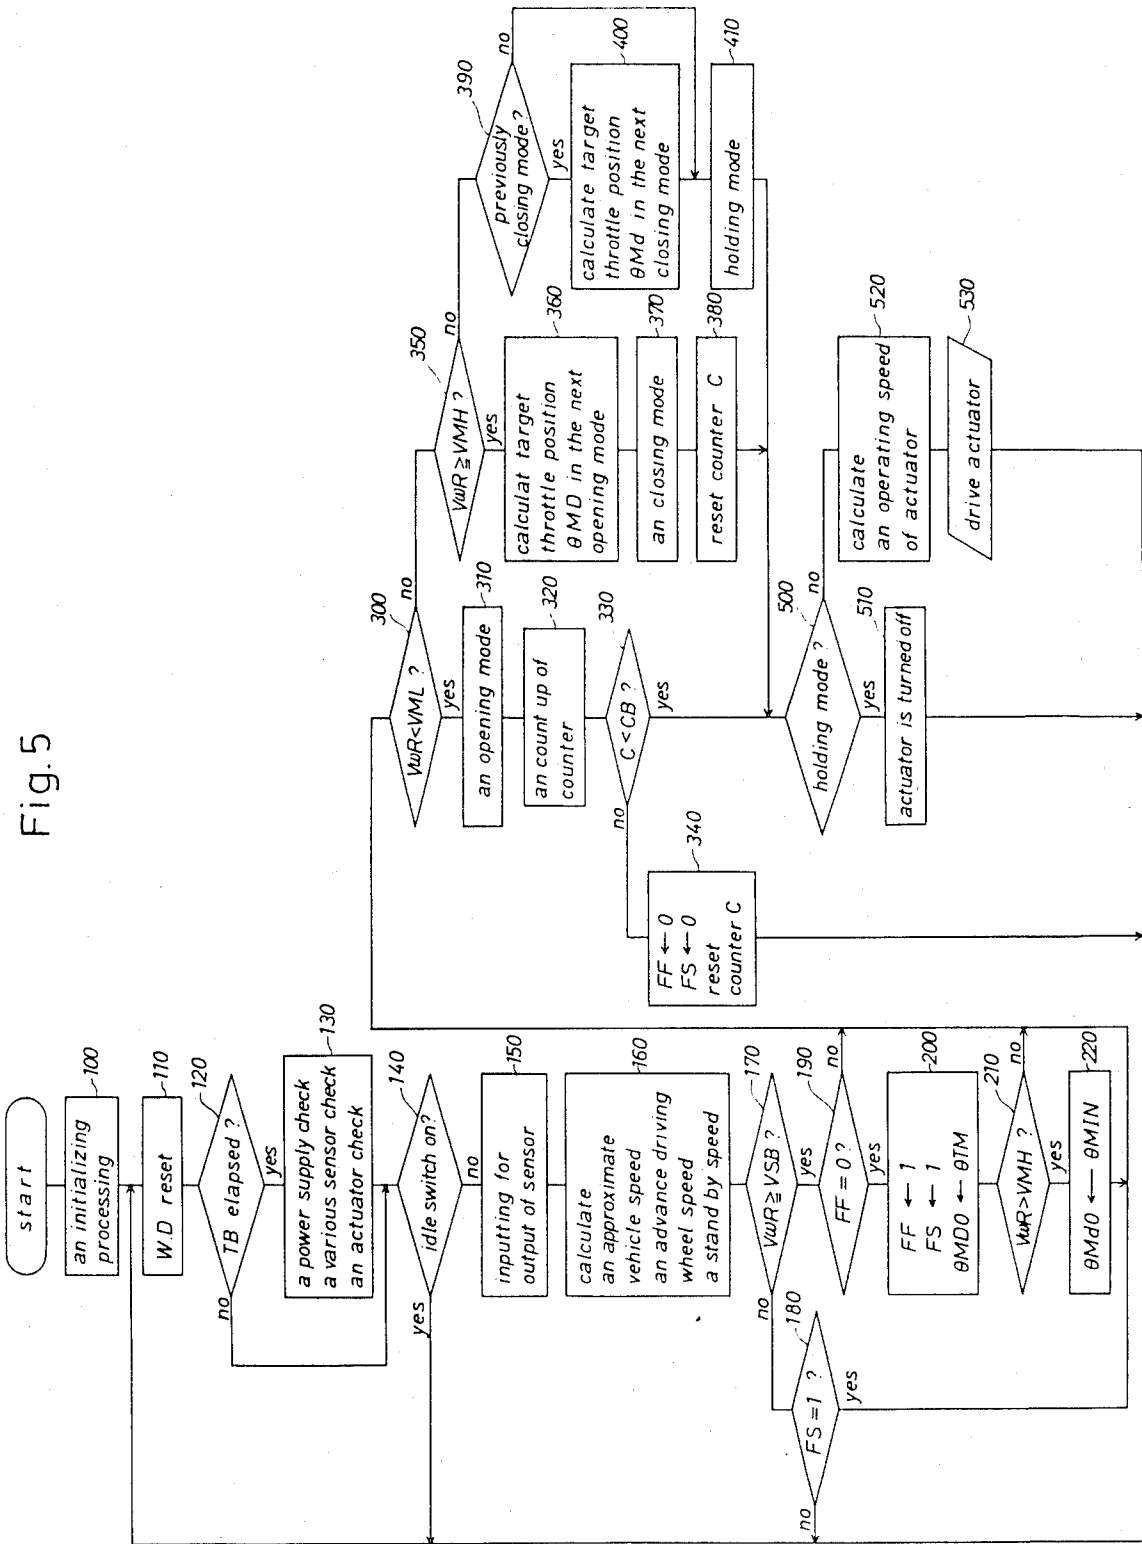 Fig. 5
start
an initializing
processing
100
W.D reset
110
TB elapsed ?
120
no
yes
a power supply check
a various sensor check
an actuator check
130
idle switch on?
140
yes
no
inputting for
output of sensor
150
calculate
an approximate
vehicle speed
an advance driving
wheel speed
a stand by speed
160
VωR≧VSB ?
170
no
yes
FS=1 ?
180
no
yes
FF=0 ?
190
no
yes
FF ← 1
FS ← 1
θMDO ← θTM
200
VωR>VMH ?
210
no
yes
θMdO ← θMIN
220
VωR<VML ?
300
no
yes
an opening mode
310
an count up of
counter
320
C<CB ?
330
no
yes
FF ← 0
FS ← 0
reset
counter C
340
VωR≧VMH ?
350
no
yes
calculat target
throttle position
θMD in the next
opening mode
360
an closing mode
370
reset counter C
380
previously
closing mode?
390
no
yes
calculate target
throttle position
θMd in the next
closing mode
400
holding mode
410
holding mode ?
500
no
yes
actuator is turned off
510
calculate
an operating speed
of actuator
520
drive actuator
530